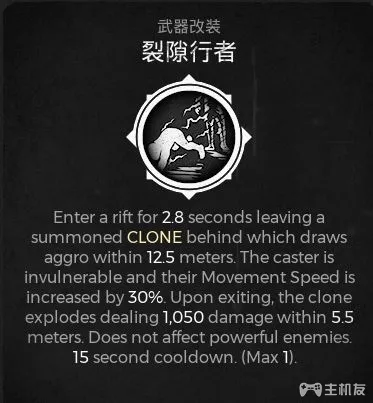 武器改装
裂隙行者
Enter a rift for 2.8 seconds leaving a
summoned CLONE behind which draws
aggro within 12.5 meters. The caster is
invulnerable and their Movement Speed is
increased by 30%. Upon exiting, the clone
explodes dealing 1,050 damage within 5.5
meters. Does not affect powerful enemies.
15 second cooldown. (Max 1).
主机友